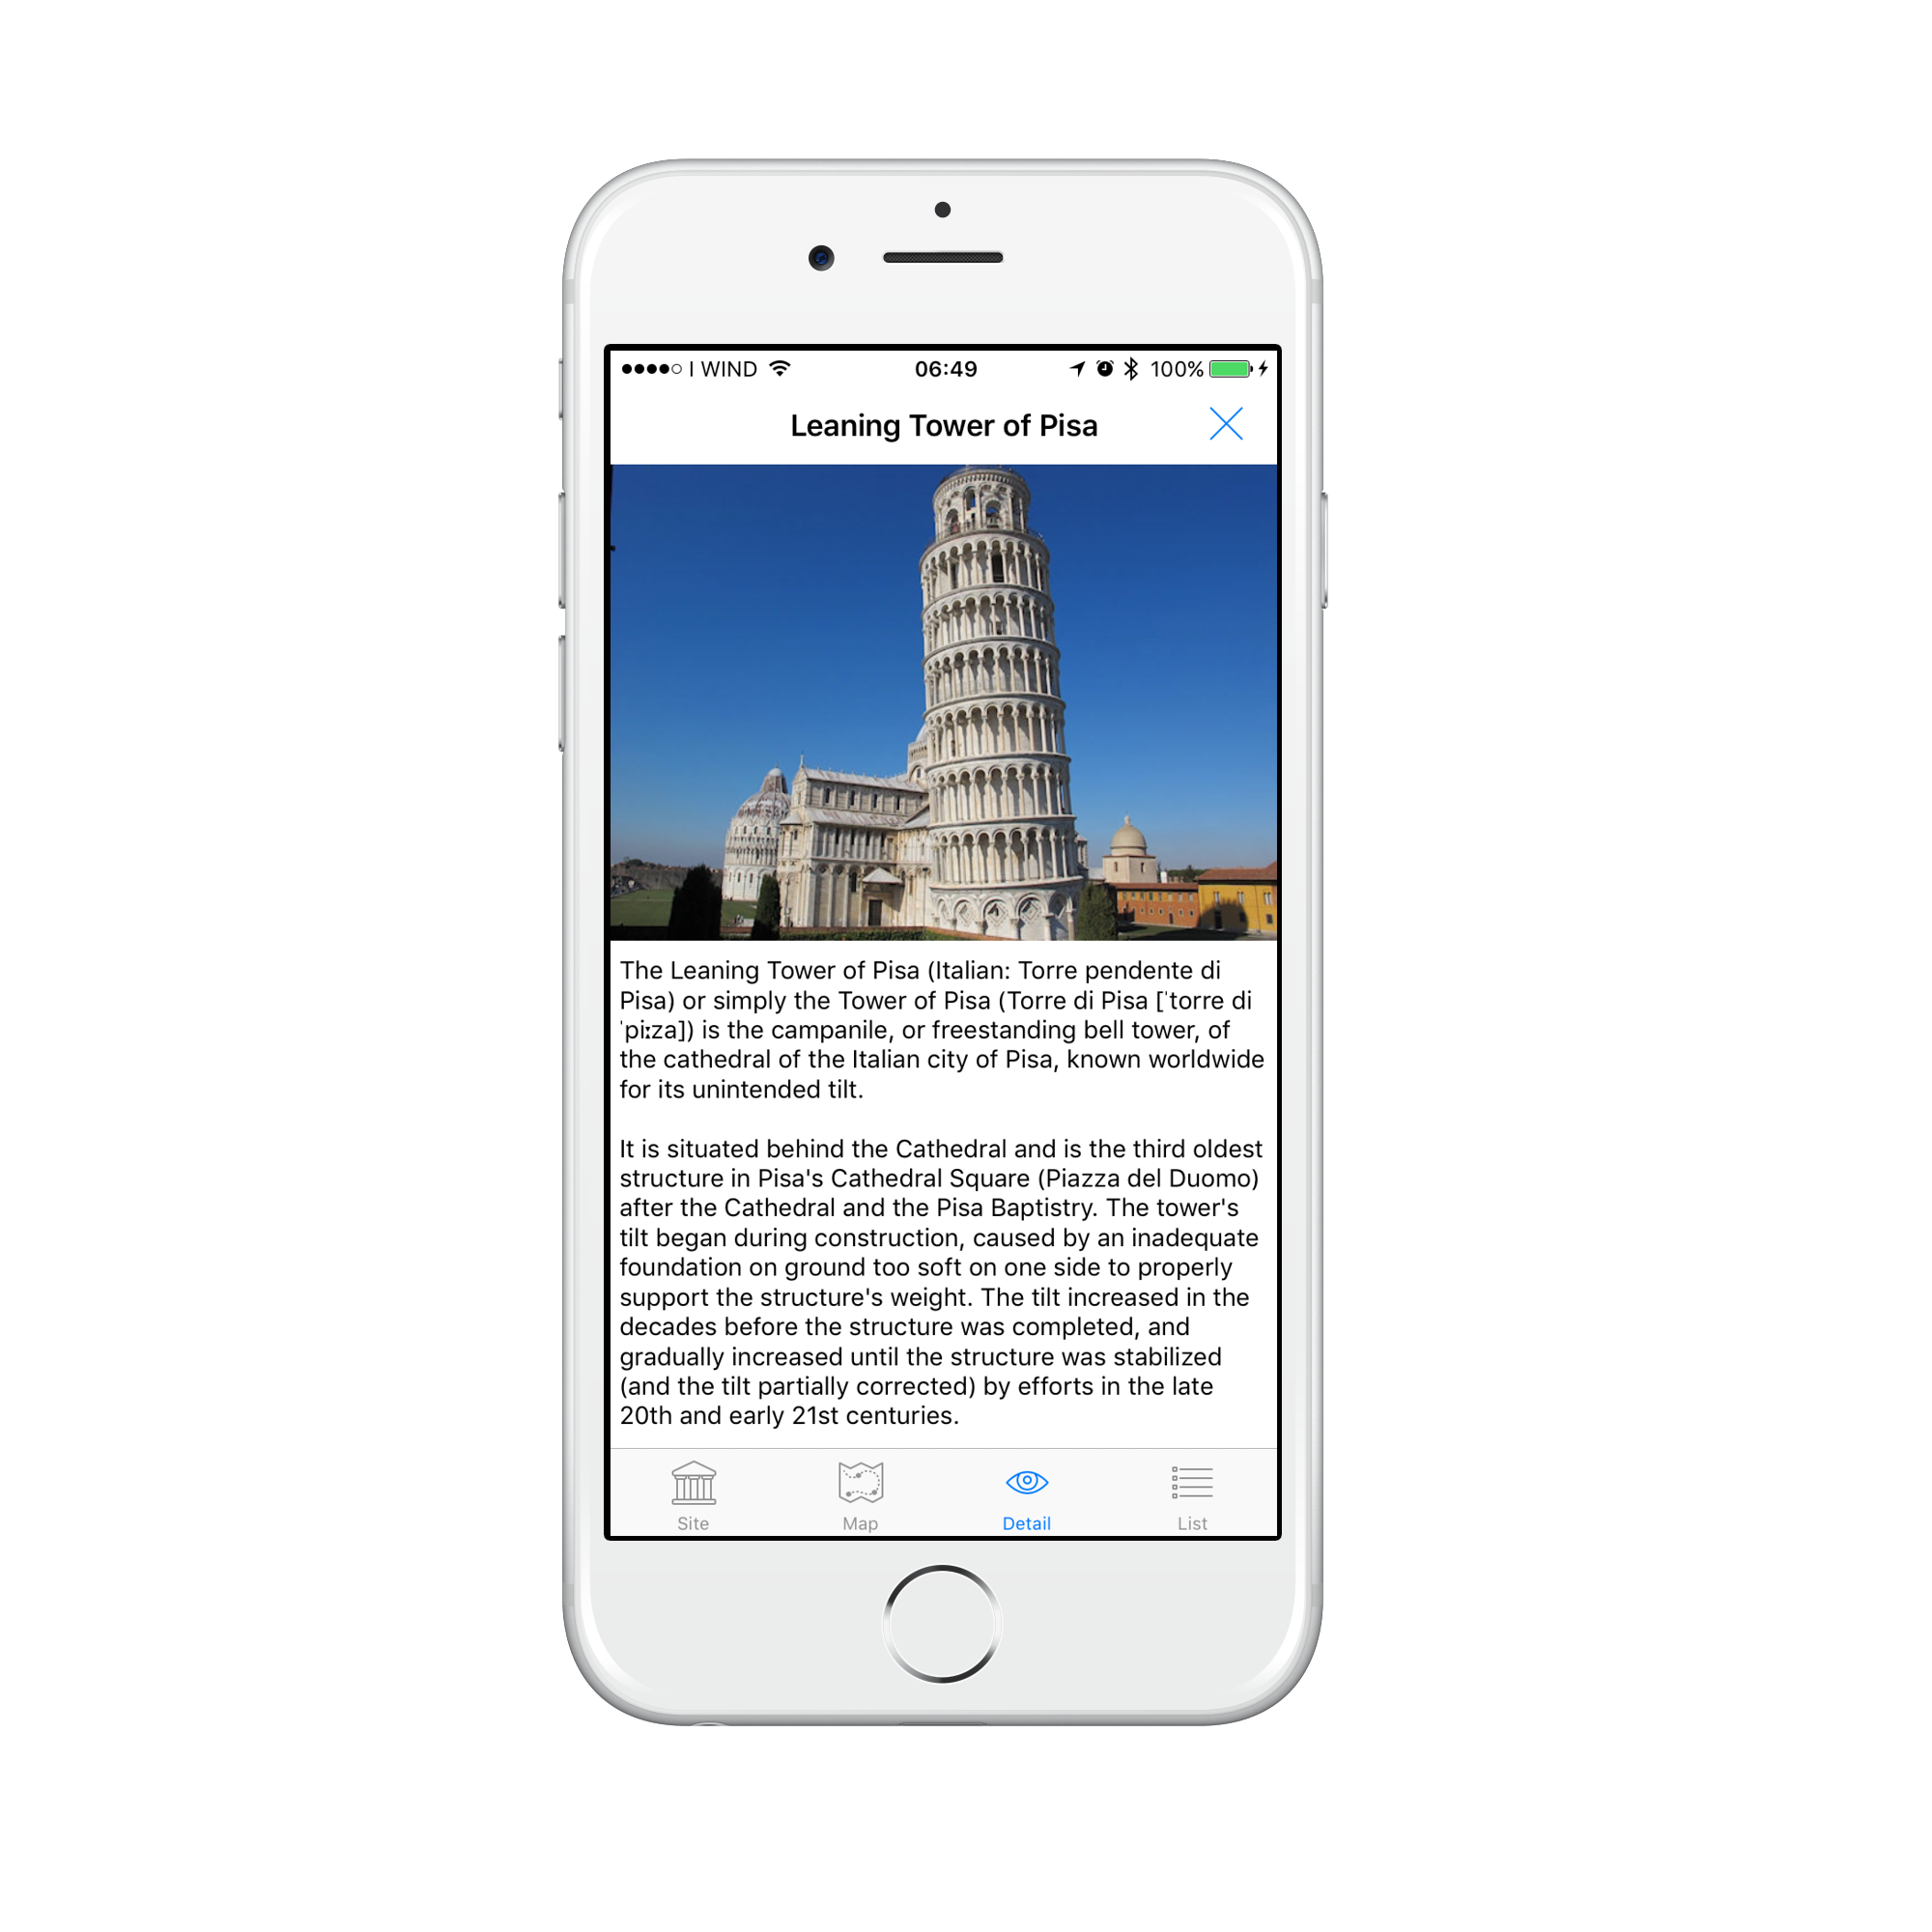 I WIND 06:49 100%
Leaning Tower of Pisa
The Leaning Tower of Pisa (Italian: Torre pendente di
Pisa) or simply the Tower of Pisa (Torre di Pisa [ˈtorre di
ˈpiːza]) is the campanile, or freestanding bell tower, of
the cathedral of the Italian city of Pisa, known worldwide
for its unintended tilt.
It is situated behind the Cathedral and is the third oldest
structure in Pisa's Cathedral Square (Piazza del Duomo)
after the Cathedral and the Pisa Baptistry. The tower's
tilt began during construction, caused by an inadequate
foundation on ground too soft on one side to properly
support the structure's weight. The tilt increased in the
decades before the structure was completed, and
gradually increased until the structure was stabilized
(and the tilt partially corrected) by efforts in the late
20th and early 21st centuries.
Site Map Detail List